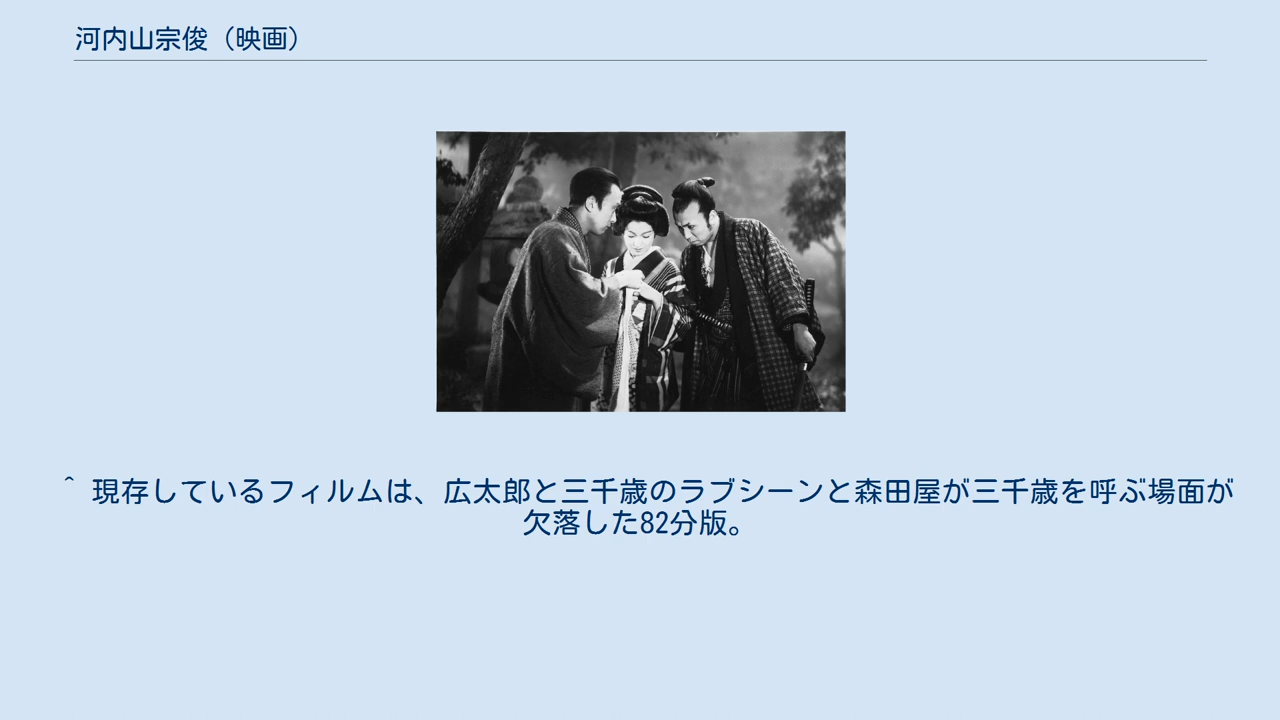 河内山宗俊（映画）
^ 現存しているフィルムは、広太郎と三千歳のラブシーンと森田屋が三千歳を呼ぶ場面が
欠落した82分版。